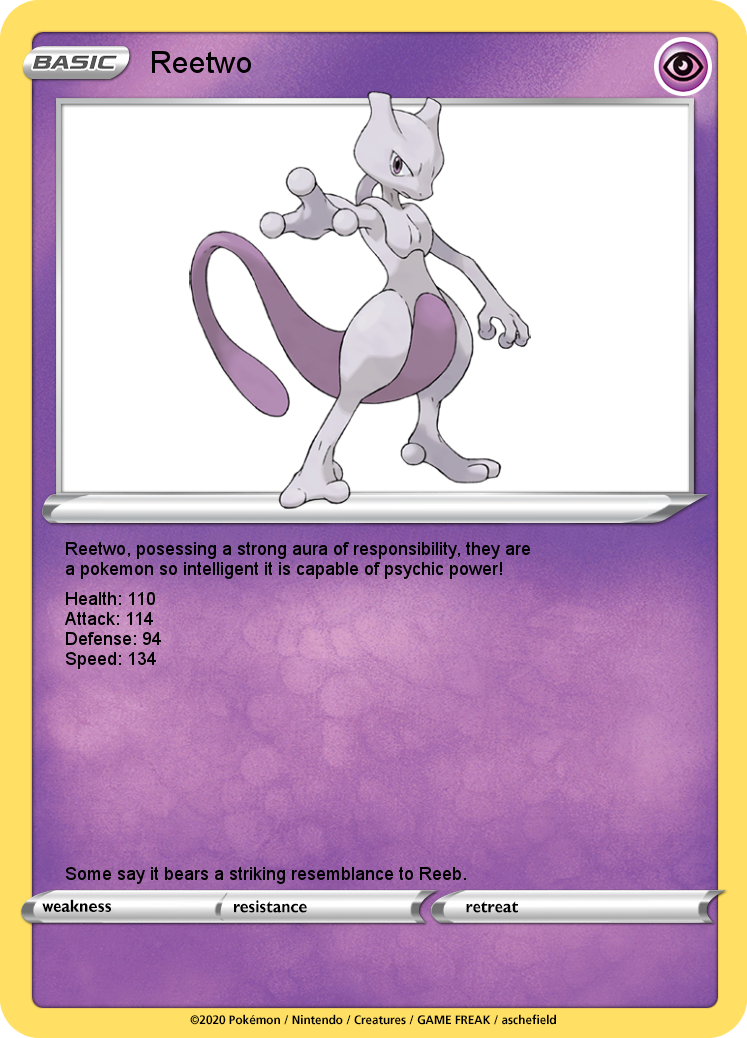 BASIC Reetwo
Reetwo, posessing a strong aura of responsibility, they are
a pokemon so intelligent it is capable of psychic power!
Health: 110
Attack: 114
Defense: 94
Speed: 134
Some say it bears a striking resemblance to Reeb.
weakness resistance retreat
©2020 Pokémon / Nintendo / Creatures / GAME FREAK / aschefield